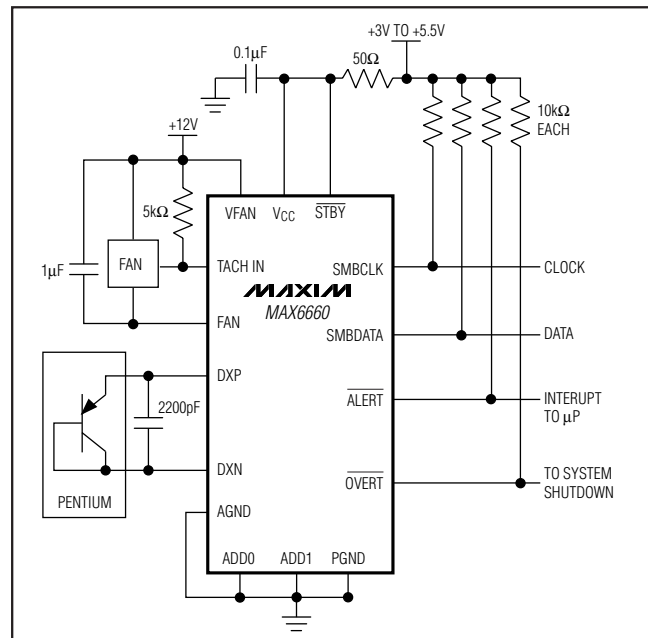 +3V TO +5.5V
0.1μF
50Ω
10kΩ
EACH
+12V
5kΩ
VFAN
VCC
STBY
1μF
FAN
TACH IN
SMBCLK
CLOCK
MAXIM
MAX6660
FAN
SMBDATA
DATA
DXP
2200pF
ALERT
INTERUPT
TO μP
DXN
PENTIUM
OVERT
TO SYSTEM
SHUTDOWN
AGND
ADD0
ADD1
PGND